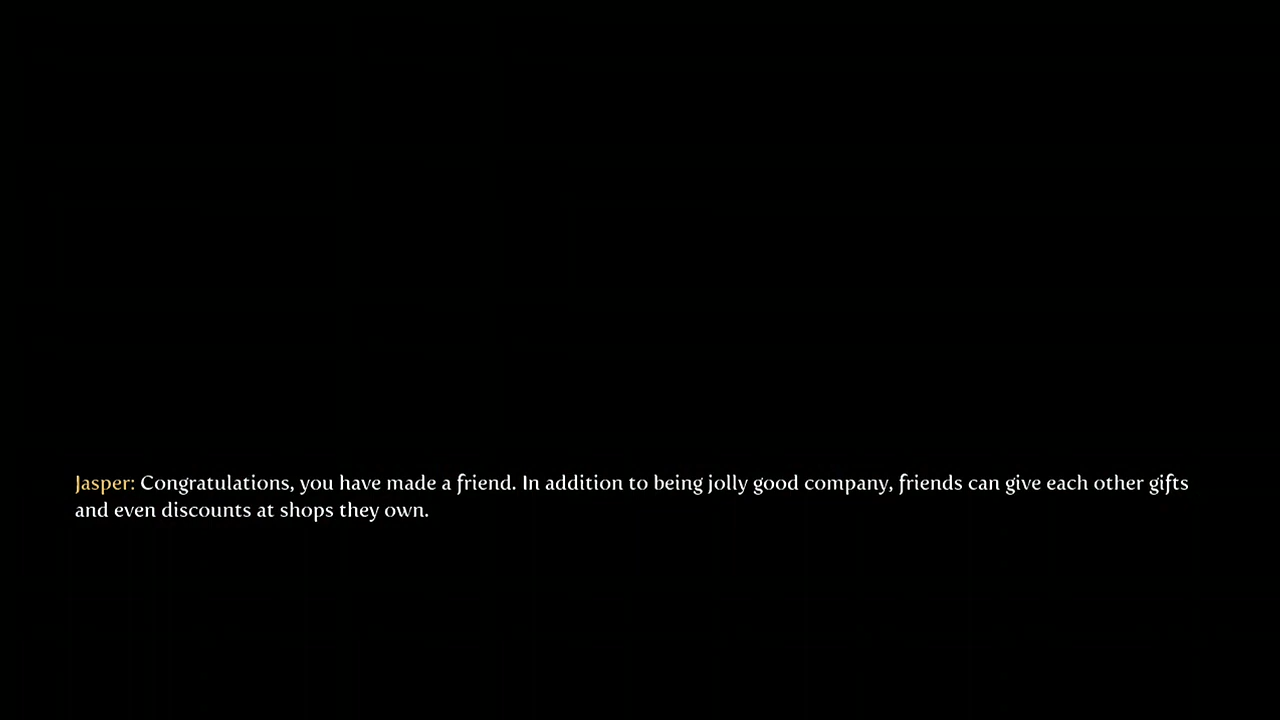 Jasper: Congratulations, you have made a friend. In addition to being jolly good company, friends can give each other gifts
and even discounts at shops they own.